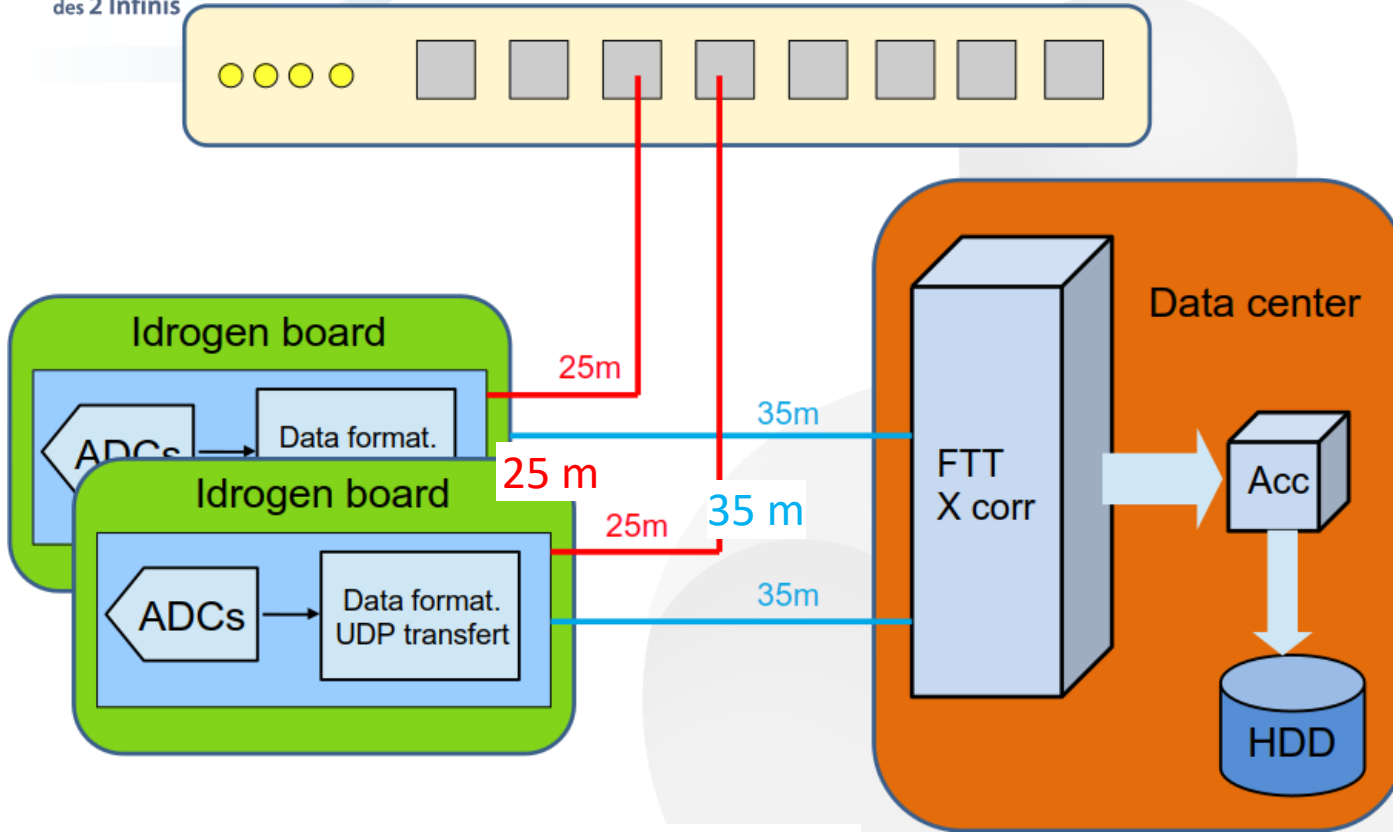 des 2 Infinis
Idrogen board
ADCs
Data format.
25m
35m
Data center
FTT
X corr
Acc
HDD
25 m
35 m
Idrogen board
ADCs
Data format.
UDP transfert
25m
35m